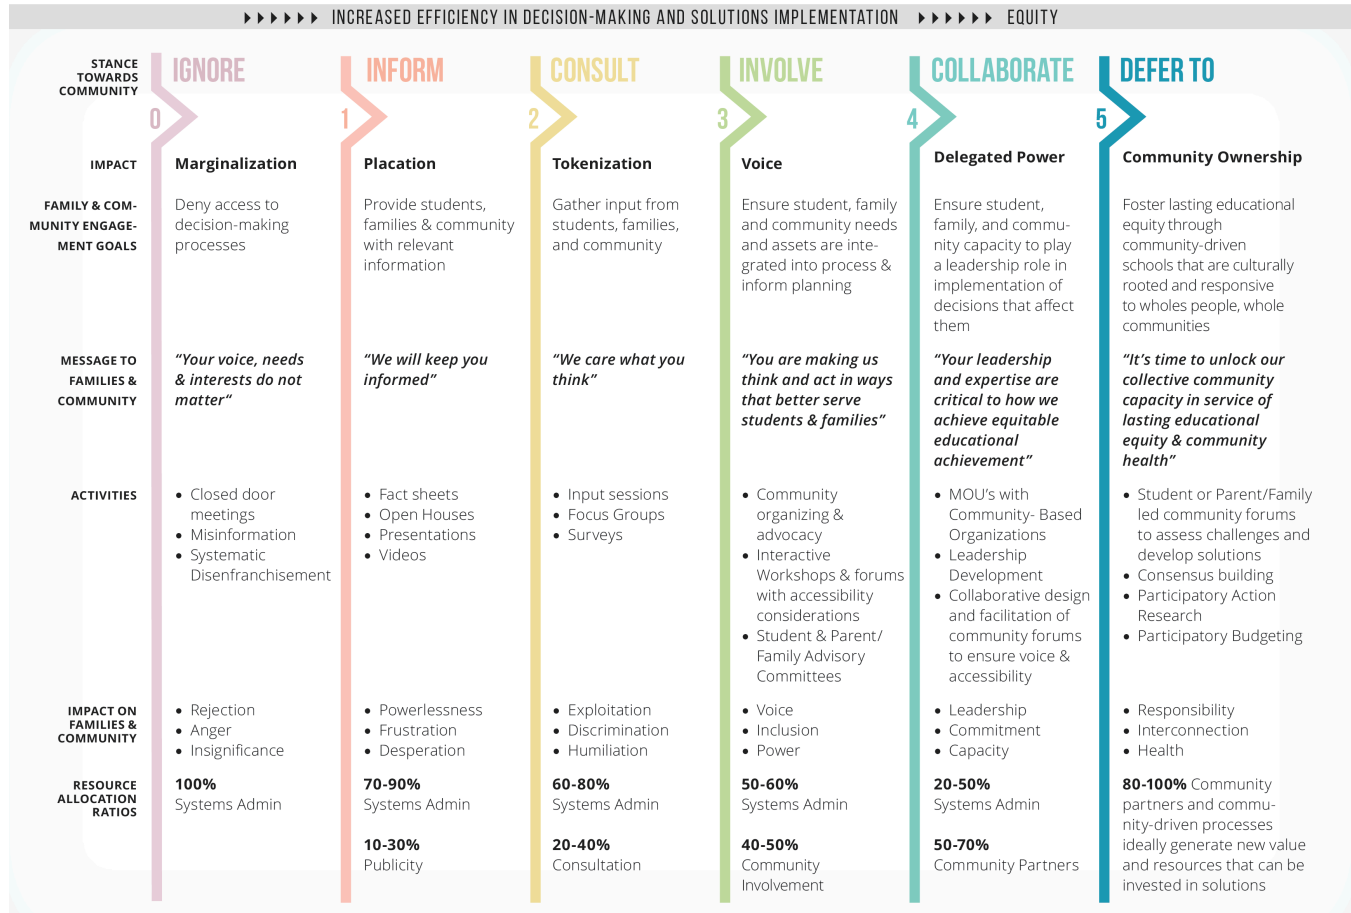 INCREASED EFFICIENCY IN DECISION-MAKING AND SOLUTIONS IMPLEMENTATION EQUITY
STANCE
TOWARDS
COMMUNITY
IGNORE
INFORM
CONSULT
INVOLVE
COLLABORATE
DEFER TO
0
1
2
3
4
5
IMPACT
Marginalization
Placation
Tokenization
Voice
Delegated Power
Community Ownership
FAMILY & COM-
MUNITY ENGAGE-
MENT GOALS
Deny access to
decision-making
processes
Provide students,
families & community
with relevant
information
Gather input from
students, families,
and community
Ensure student, family
and community needs
and assets are inte-
grated into process &
inform planning
Ensure student,
family, and commu-
nity capacity to play
a leadership role in
implementation of
decisions that affect
them
Foster lasting educational
equity through
community-driven
schools that are culturally
rooted and responsive
to wholes people, whole
communities
MESSAGE TO
FAMILIES &
COMMUNITY
“Your voice, needs
& interests do not
matter“
“We will keep you
informed”
“We care what you
think”
“You are making us
think and act in ways
that better serve
students & families”
“Your leadership
and expertise are
critical to how we
achieve equitable
educational
achievement”
“It’s time to unlock our
collective community
capacity in service of
lasting educational
equity & community
health”
ACTIVITIES
• Closed door
meetings
• Misinformation
• Systematic
Disenfranchisement
• Fact sheets
• Open Houses
• Presentations
• Videos
• Input sessions
• Focus Groups
• Surveys
• Community
organizing &
advocacy
• Interactive
Workshops & forums
with accessibility
considerations
• Student & Parent/
Family Advisory
Committees
• MOU’s with
Community- Based
Organizations
• Leadership
Development
• Collaborative design
and facilitation of
community forums
to ensure voice &
accessibility
• Student or Parent/Family
led community forums
to assess challenges and
develop solutions
• Consensus building
• Participatory Action
Research
• Participatory Budgeting
IMPACT ON
FAMILIES &
COMMUNITY
• Rejection
• Anger
• Insignificance
• Powerlessness
• Frustration
• Desperation
• Exploitation
• Discrimination
• Humiliation
• Voice
• Inclusion
• Power
• Leadership
• Commitment
• Capacity
• Responsibility
• Interconnection
• Health
RESOURCE
ALLOCATION
RATIOS
100%
Systems Admin
70-90%
Systems Admin
10-30%
Publicity
60-80%
Systems Admin
20-40%
Consultation
50-60%
Systems Admin
40-50%
Community
Involvement
20-50%
Systems Admin
50-70%
Community Partners
80-100% Community
partners and commu-
nity-driven processes
ideally generate new value
and resources that can be
invested in solutions